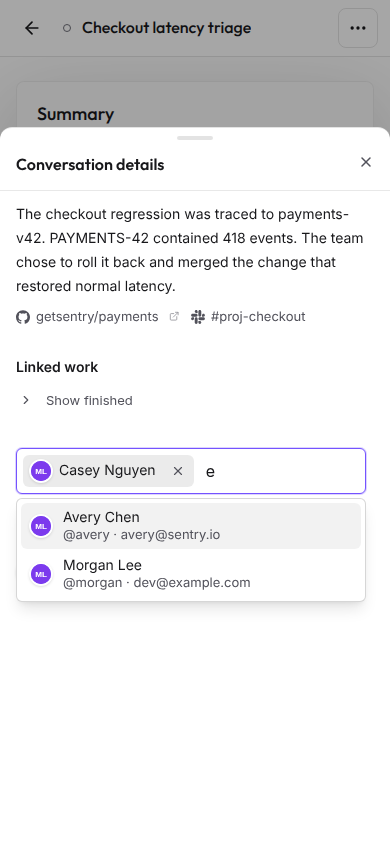 Checkout latency triage
Summary
Conversation details
The checkout regression was traced to payments-
v42. PAYMENTS-42 contained 418 events. The team
chose to roll it back and merged the change that
restored normal latency.
getsentry/payments #proj-checkout
Linked work
Show finished
ML Casey Nguyen e
ML Avery Chen
@avery · avery@sentry.io
ML Morgan Lee
@morgan · dev@example.com